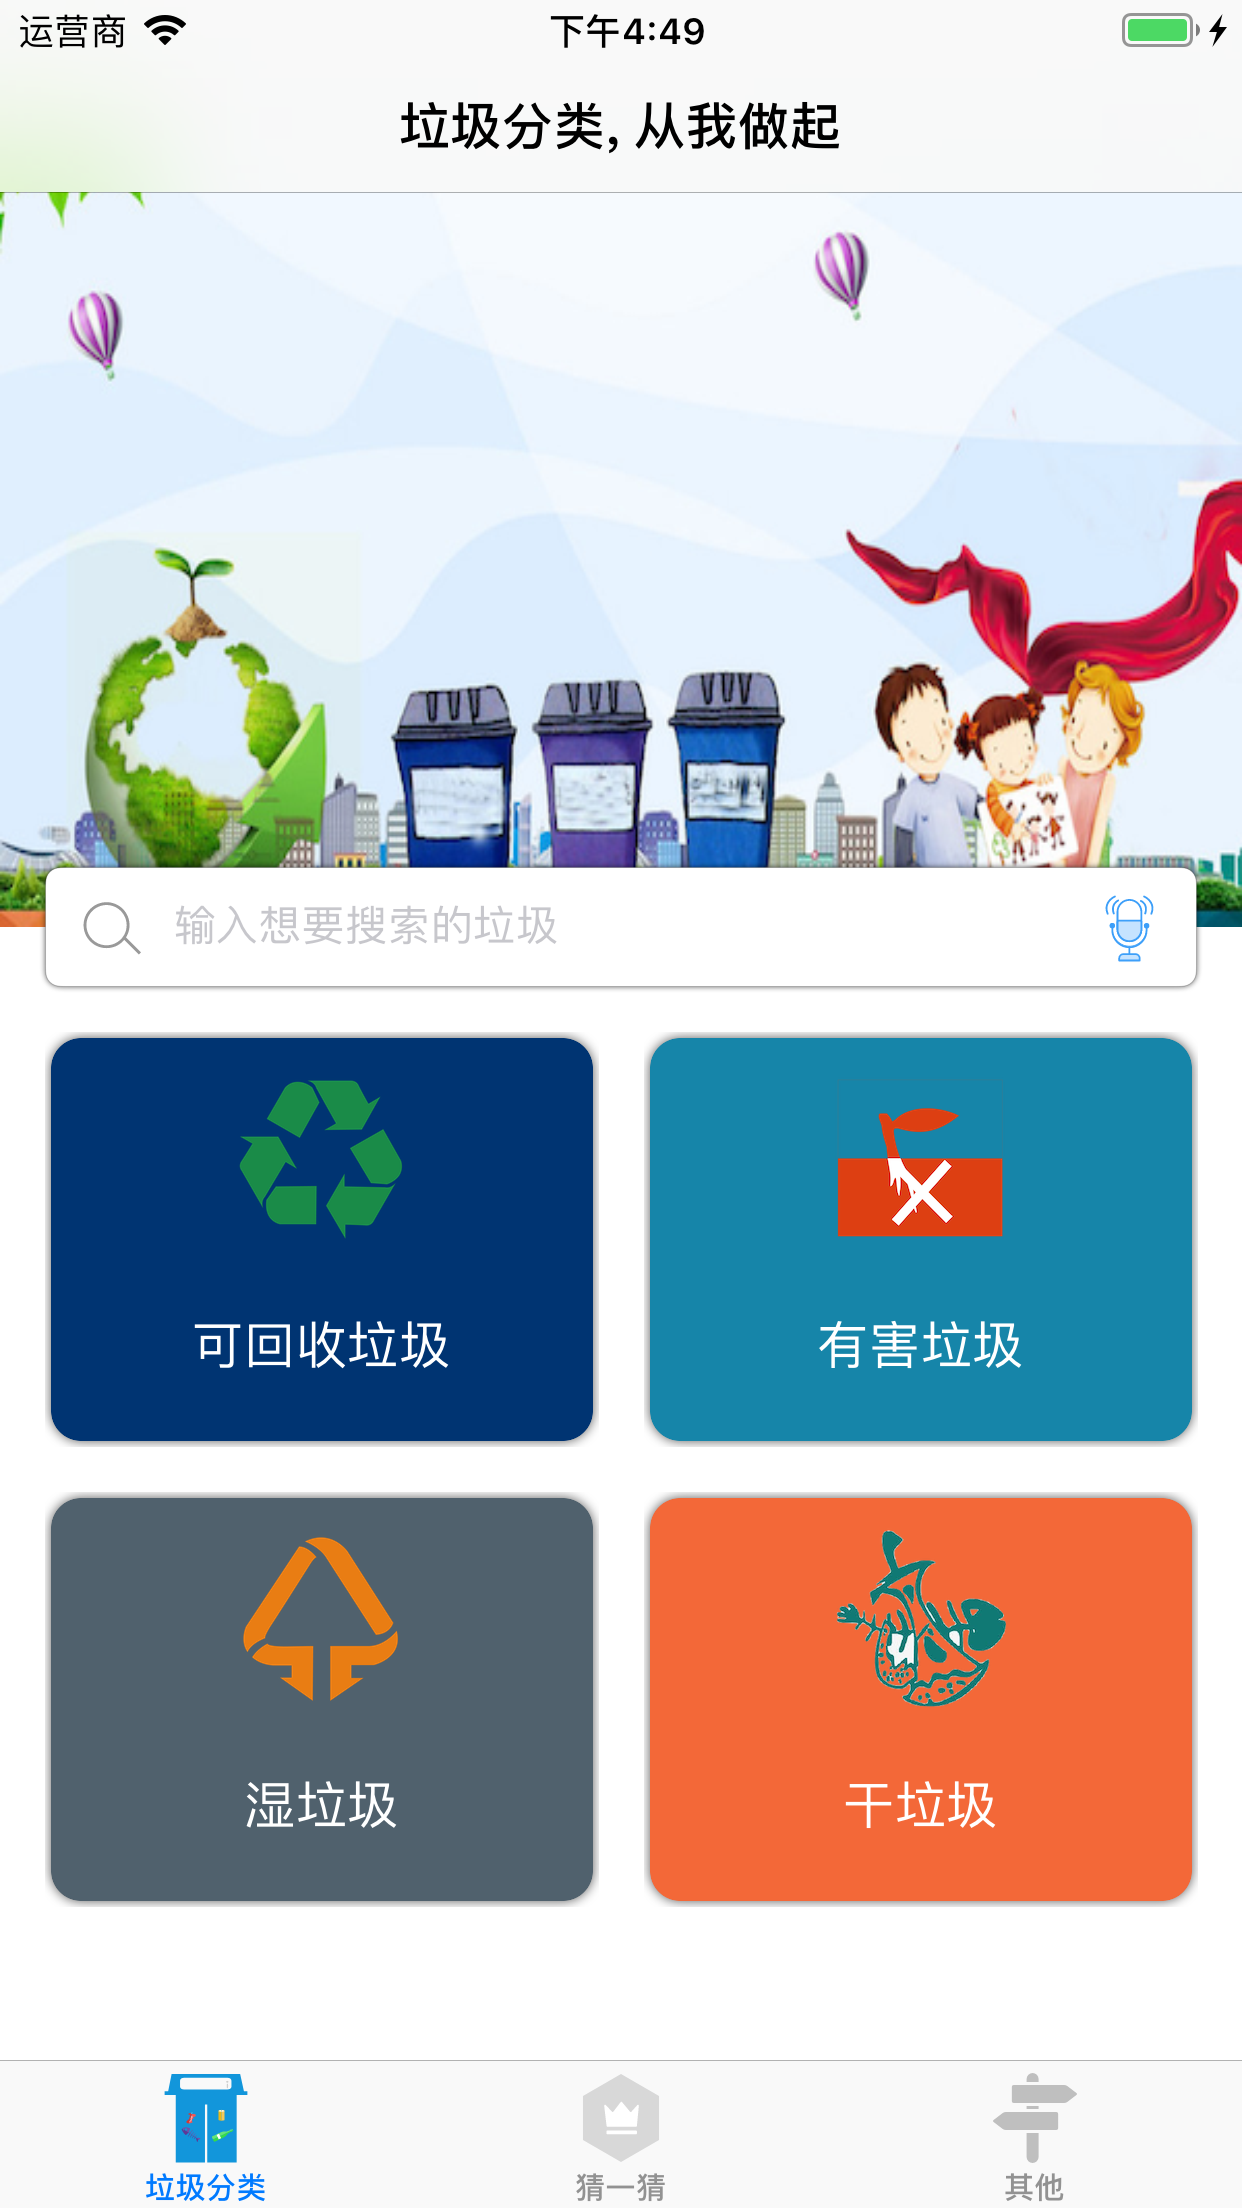 运营商 下午4:49
垃圾分类, 从我做起
输入想要搜索的垃圾
可回收垃圾 有害垃圾
湿垃圾 干垃圾
垃圾分类 猜一猜 其他